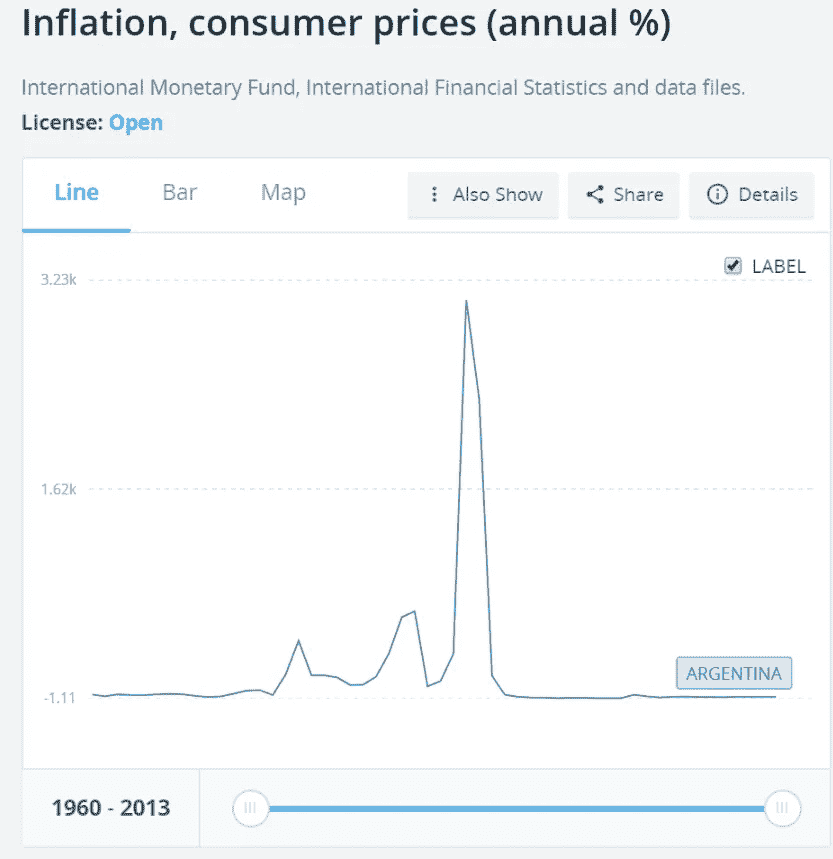 Inflation, consumer prices (annual %)
International Monetary Fund, International Financial Statistics and data files.
License: Open
Line Bar Map Also Show Share Details
LABEL
3.23k
1.62k
ARGENTINA
-1.11
1960 - 2013